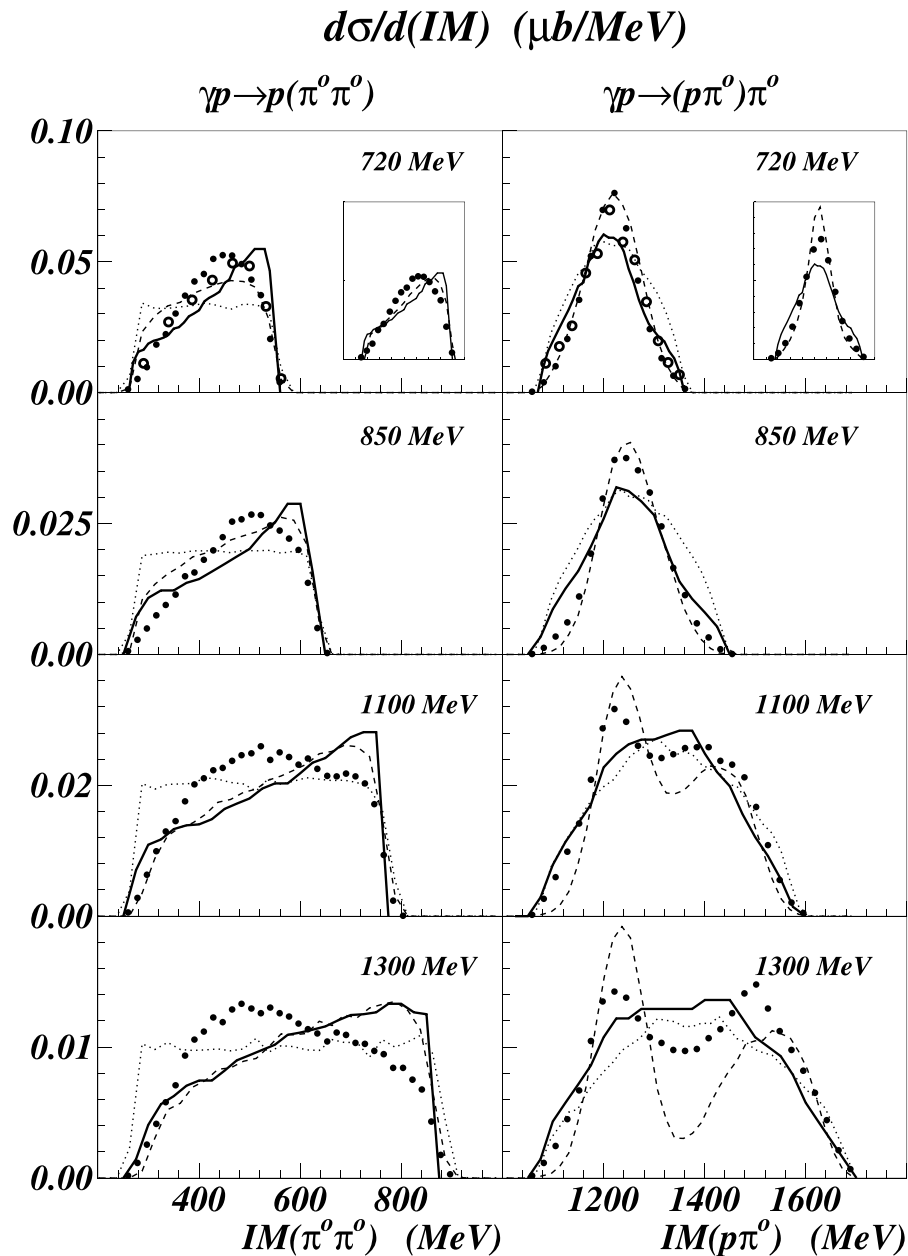 dσ/d(IM) (μb/MeV)
γp→p(π°π°)
γp→(pπ°)π°
0.10
720 MeV
720 MeV
0.05
0.00
850 MeV
850 MeV
0.025
0.00
1100 MeV
1100 MeV
0.02
0.00
1300 MeV
1300 MeV
0.01
0.00
400 600 800
1200 1400 1600
IM(π°π°) (MeV)
IM(pπ°) (MeV)